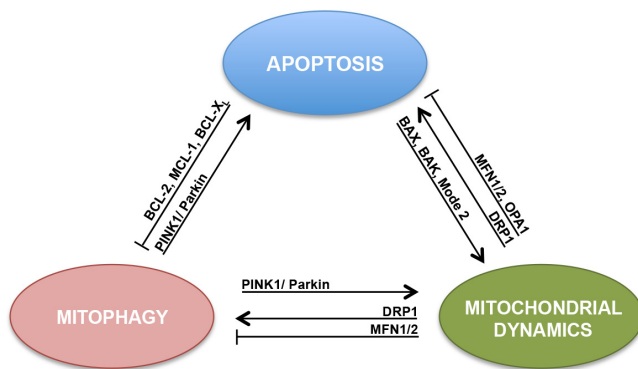 APOPTOSIS
BCL-2, MCL-1, BCL-XL
PINK1/ Parkin
BAX, BAK, Mode 2
DRP1
MFN1/2, OPA1
MITOPHAGY
PINK1/ Parkin
DRP1
MFN1/2
MITOCHONDRIAL
DYNAMICS